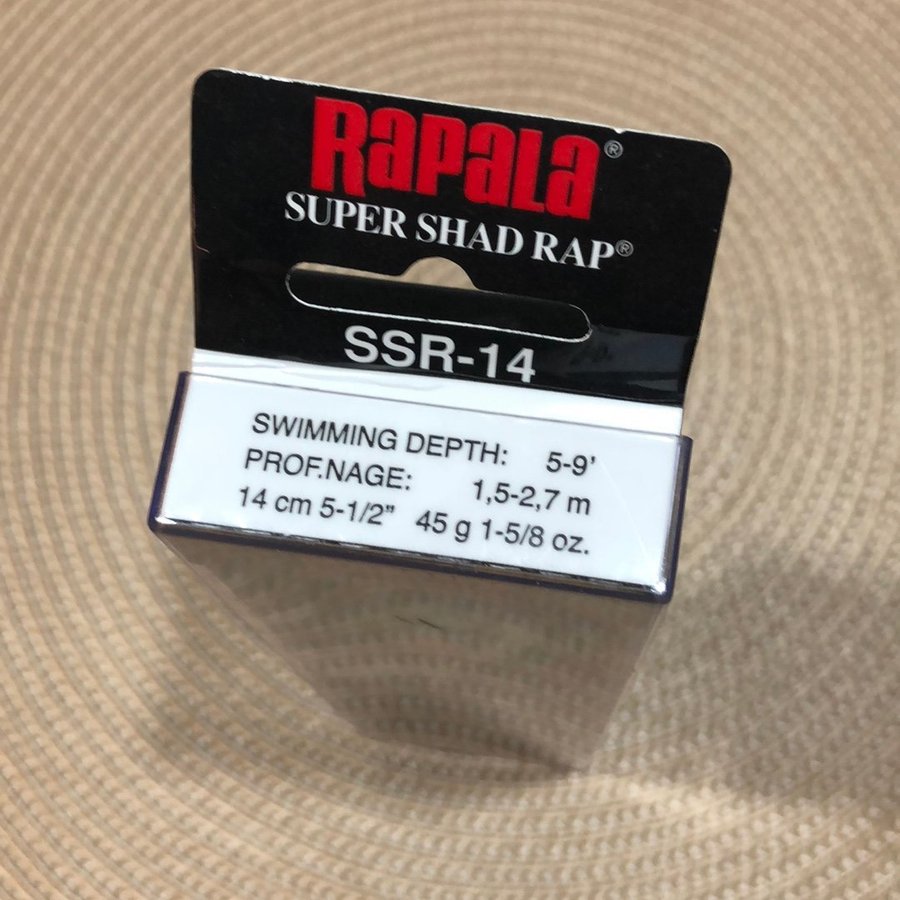 RAPALA®
SUPER SHAD RAP®
SSR-14
SWIMMING DEPTH: 5-9'
PROF.NAGE: 1,5-2,7 m
14 cm 5-1/2" 45 g 1-5/8 oz.